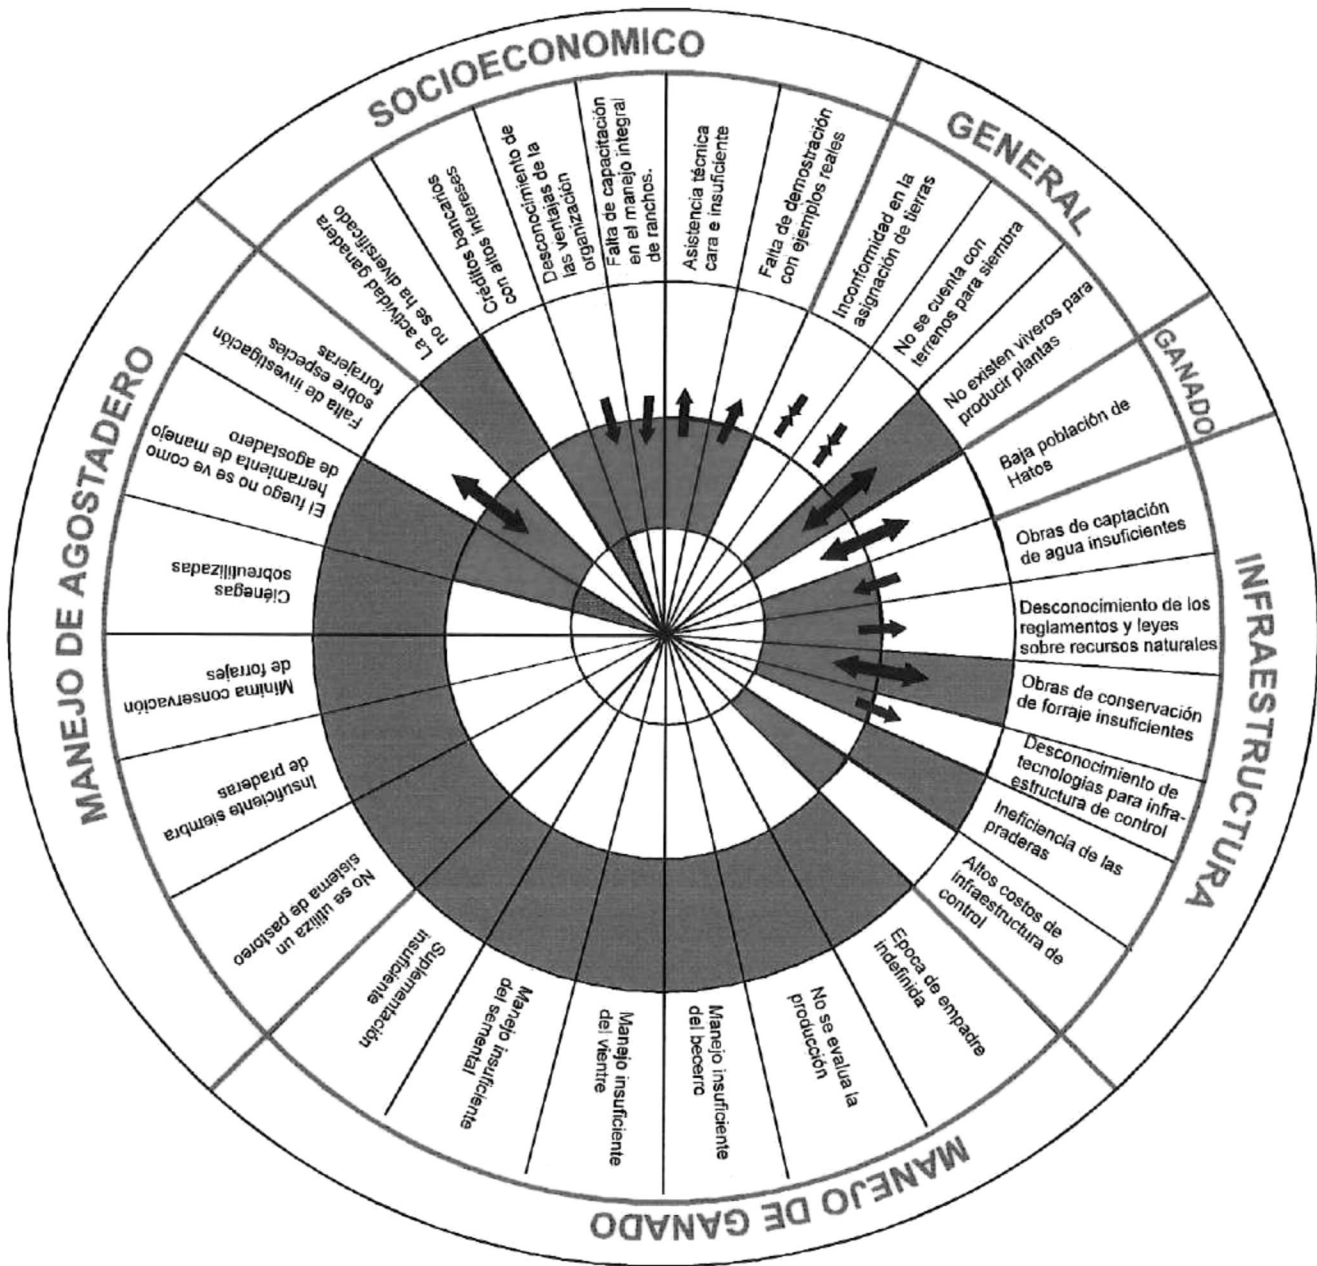 SOCIOECONOMICO
La actividad ganadera
no se ha diversificado
Créditos bancarios
con altos intereses
Desconocimiento de
las ventajas de la
organización
Falta de capacitación
en el manejo integral
de ranchos.
Asistencia técnica
cara e insuficiente
Falta de demostración
con ejemplos reales
GENERAL
Inconformidad en la
asignación de tierras
No se cuenta con
terrenos para siembra
No existen viveros para
producir plantas
GANADO
Baja población de
Hatos
INFRAESTRUCTURA
Obras de captación
de agua insuficientes
Desconocimiento de los
reglamentos y leyes
sobre recursos naturales
Obras de conservación
de forraje insuficientes
Desconocimiento de
tecnologías para infra-
estructura de control
Ineficiencia de las
praderas
Altos costos de
infraestructura de
control
MANEJO DE GANADO
Epoca de empadre
indefinida
No se evalua la
producción
Manejo insuficiente
del becerro
Manejo insuficiente
del vientre
Manejo insuficiente
del semental
Suplementación
insuficiente
MANEJO DE AGOSTADERO
No se utiliza un
sistema de pastoreo
Insuficiente siembra
de praderas
Mínima conservación
de forrajes
Ciénegas
sobreutilizadas
El fuego no se ve como
herramienta de manejo
de agostadero
Falta de investigación
sobre especies
forrajeras